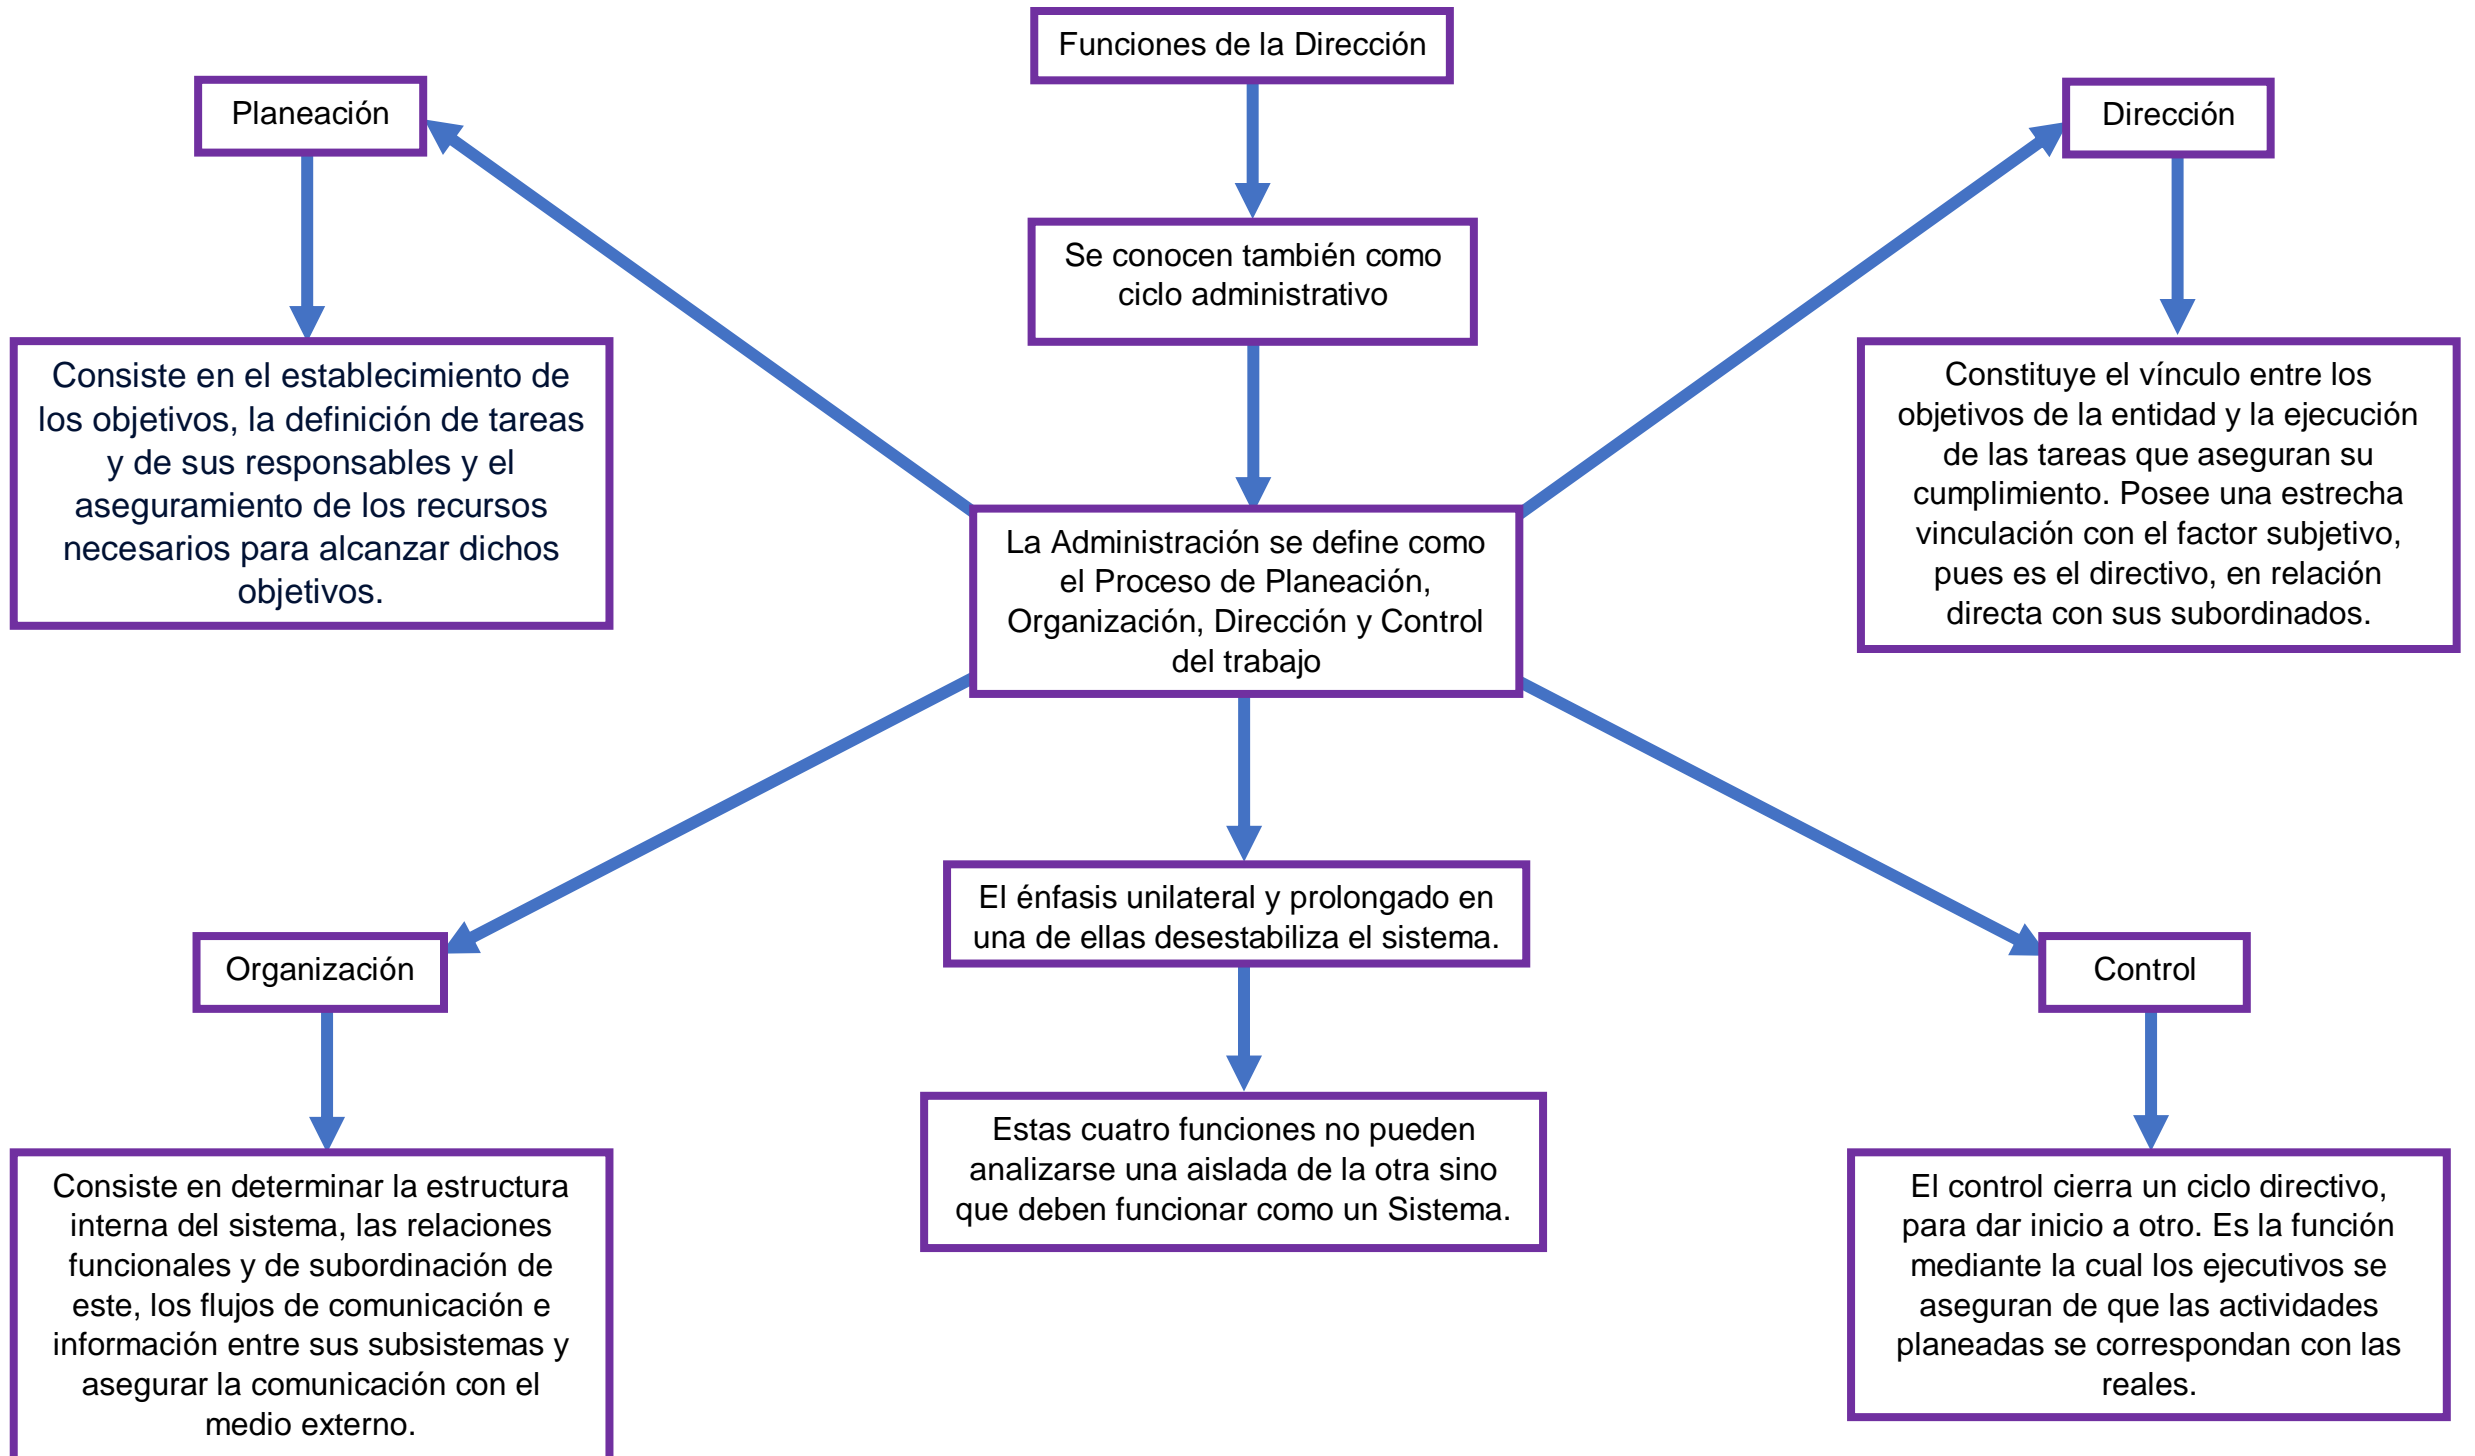 Funciones de la Dirección
Planeación
Dirección
Se conocen también como
ciclo administrativo
Consiste en el establecimiento de
los objetivos, la definición de tareas
y de sus responsables y el
aseguramiento de los recursos
necesarios para alcanzar dichos
objetivos.
Constituye el vínculo entre los
objetivos de la entidad y la ejecución
de las tareas que aseguran su
cumplimiento. Posee una estrecha
vinculación con el factor subjetivo,
pues es el directivo, en relación
directa con sus subordinados.
La Administración se define como
el Proceso de Planeación,
Organización, Dirección y Control
del trabajo
El énfasis unilateral y prolongado en
una de ellas desestabiliza el sistema.
Organización
Control
Estas cuatro funciones no pueden
analizarse una aislada de la otra sino
que deben funcionar como un Sistema.
Consiste en determinar la estructura
interna del sistema, las relaciones
funcionales y de subordinación de
este, los flujos de comunicación e
información entre sus subsistemas y
asegurar la comunicación con el
medio externo.
El control cierra un ciclo directivo,
para dar inicio a otro. Es la función
mediante la cual los ejecutivos se
aseguran de que las actividades
planeadas se correspondan con las
reales.